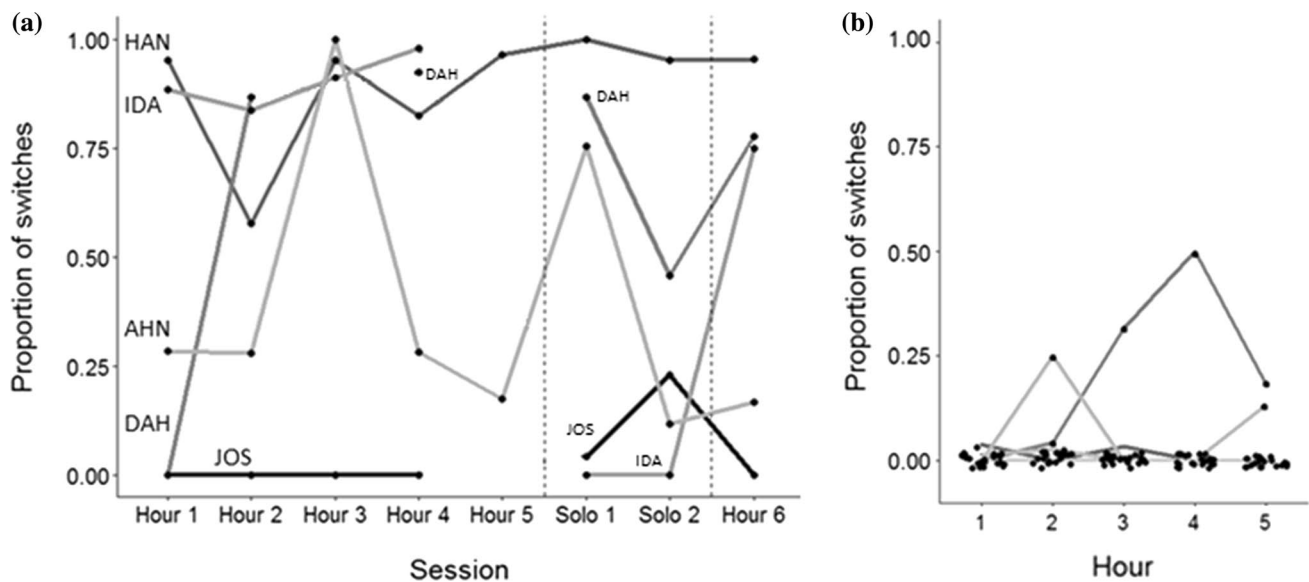 (a)
Proportion of switches
1.00
0.75
0.50
0.25
0.00
HAN
IDA
AHN
DAH
JOS
DAH
DAH
JOS
IDA
Hour 1 Hour 2 Hour 3 Hour 4 Hour 5 Solo 1 Solo 2 Hour 6
Session
(b)
Proportion of switches
1.00
0.75
0.50
0.25
0.00
1 2 3 4 5
Hour